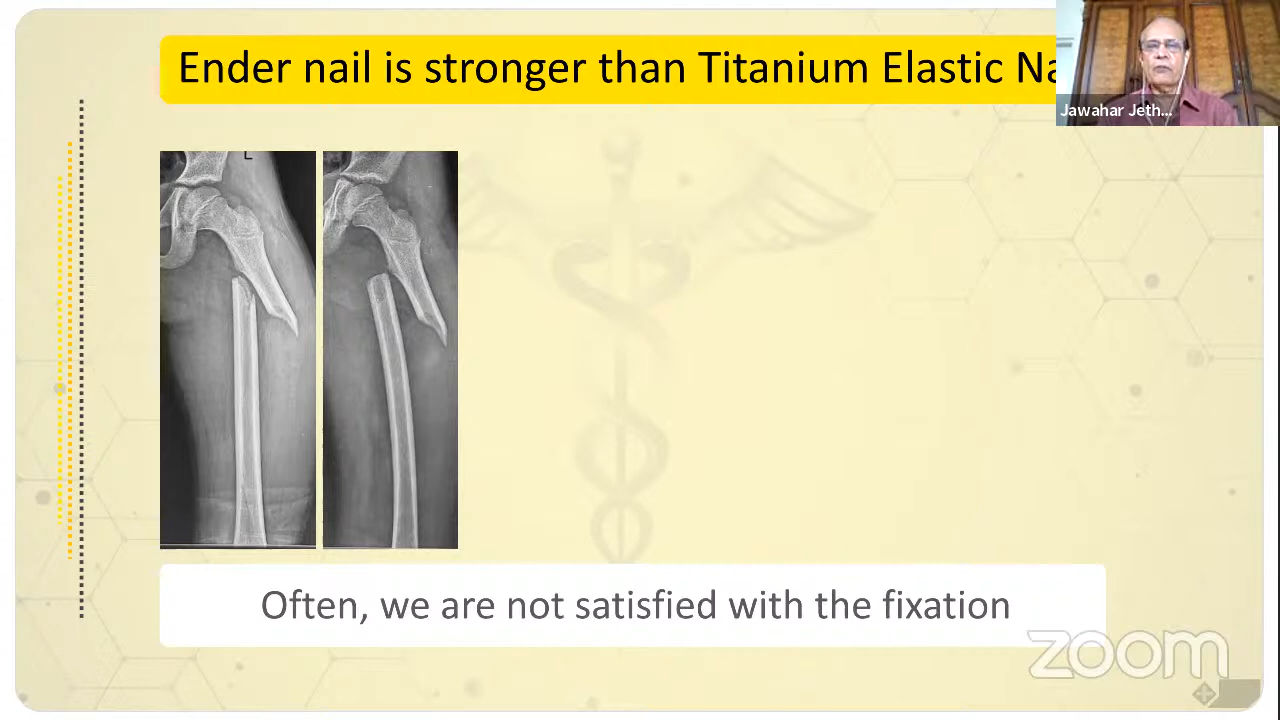 Ender nail is stronger than Titanium Elastic Na
Jawahar Jeth...
L
Often, we are not satisfied with the fixation
zoom